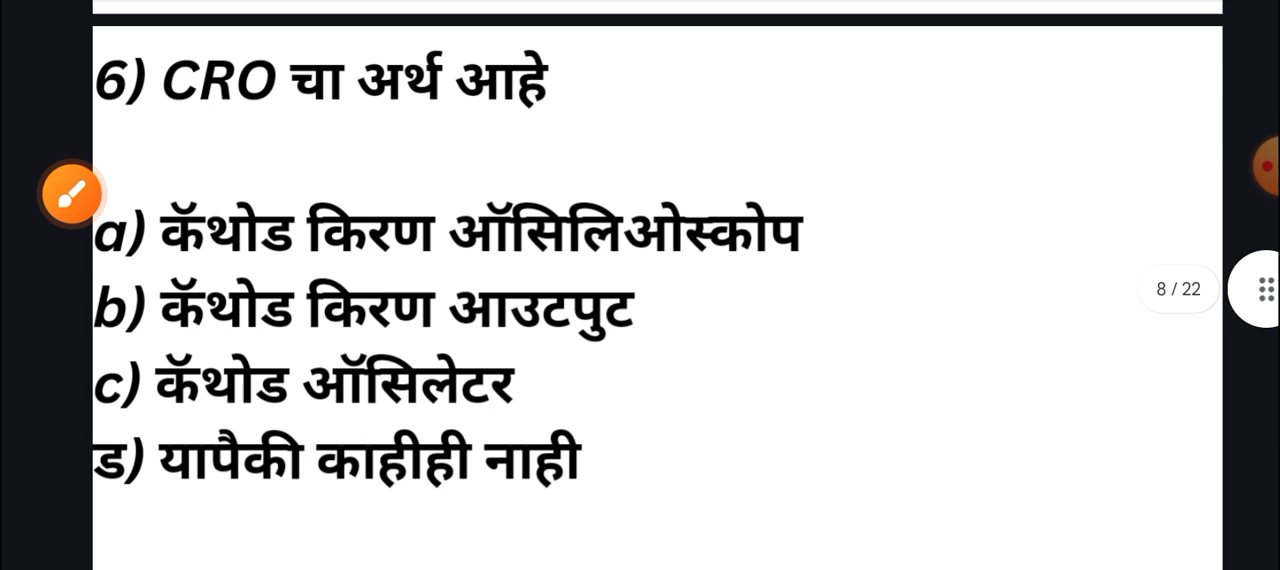 6) CRO चा अर्थ आहे
a) कॅथोड किरण ऑसिलिओस्कोप
8 / 22
b) कॅथोड किरण आउटपुट
c) कॅथोड ऑसिलेटर
ड) यापैकी काहीही नाही